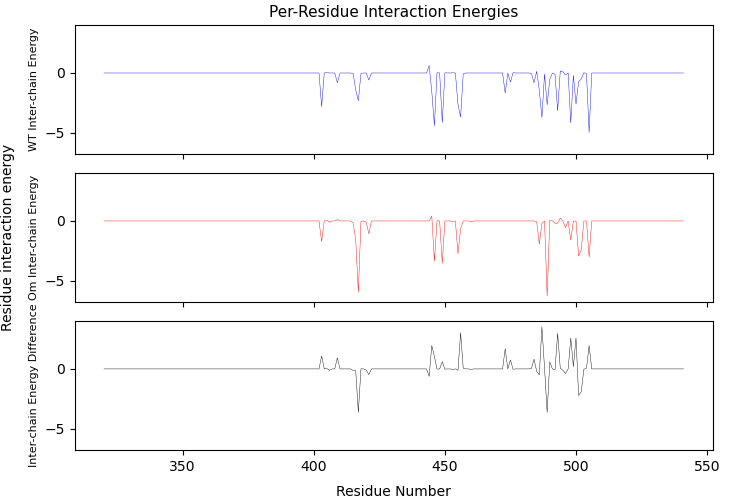 Per-Residue Interaction Energies
Residue interaction energy
WT Inter-chain Energy
0
−5
Om Inter-chain Energy
0
−5
Inter-chain Energy Difference
0
−5
350
400
450
500
550
Residue Number